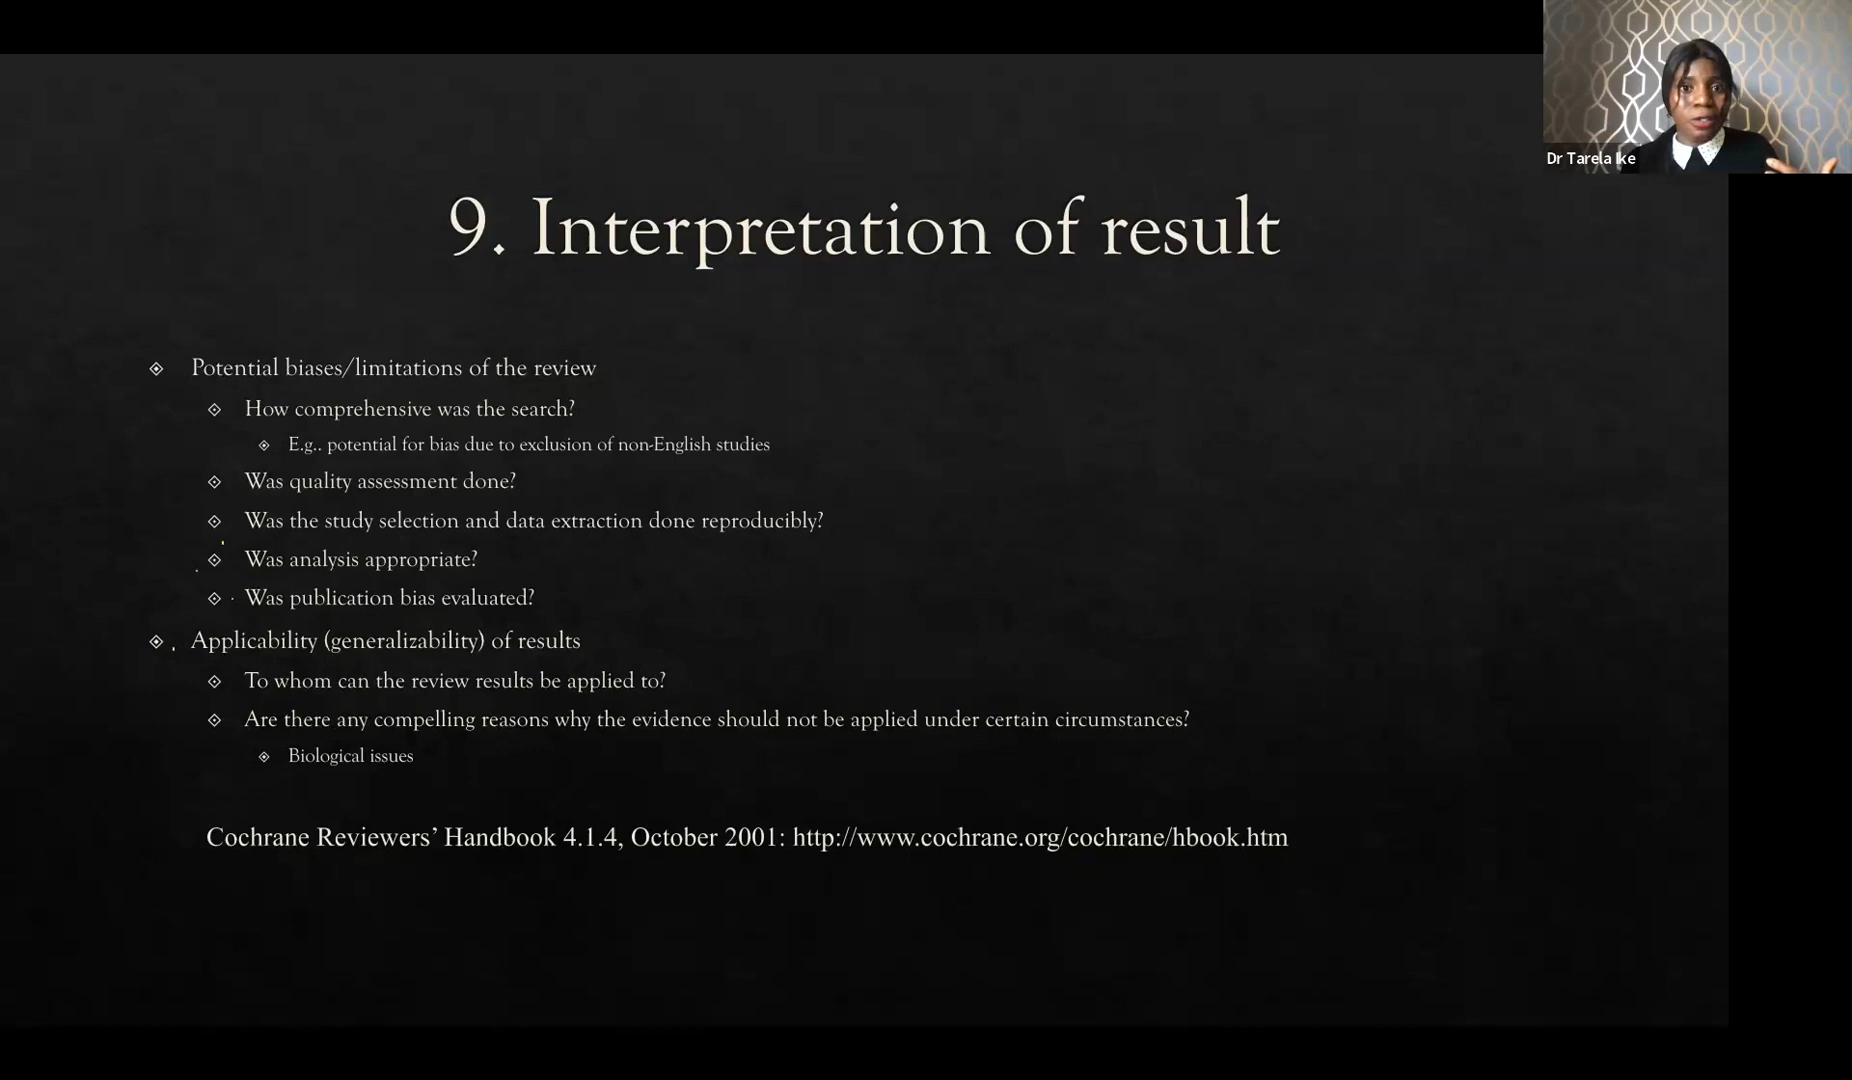 9. Interpretation of result
Potential biases/limitations of the review
How comprehensive was the search?
E.g.. potential for bias due to exclusion of non-English studies
Was quality assessment done?
Was the study selection and data extraction done reproducibly?
Was analysis appropriate?
Was publication bias evaluated?
Applicability (generalizability) of results
To whom can the review results be applied to?
Are there any compelling reasons why the evidence should not be applied under certain circumstances?
Biological issues
Cochrane Reviewers’ Handbook 4.1.4, October 2001: http://www.cochrane.org/cochrane/hbook.htm
Dr Tarela Ike